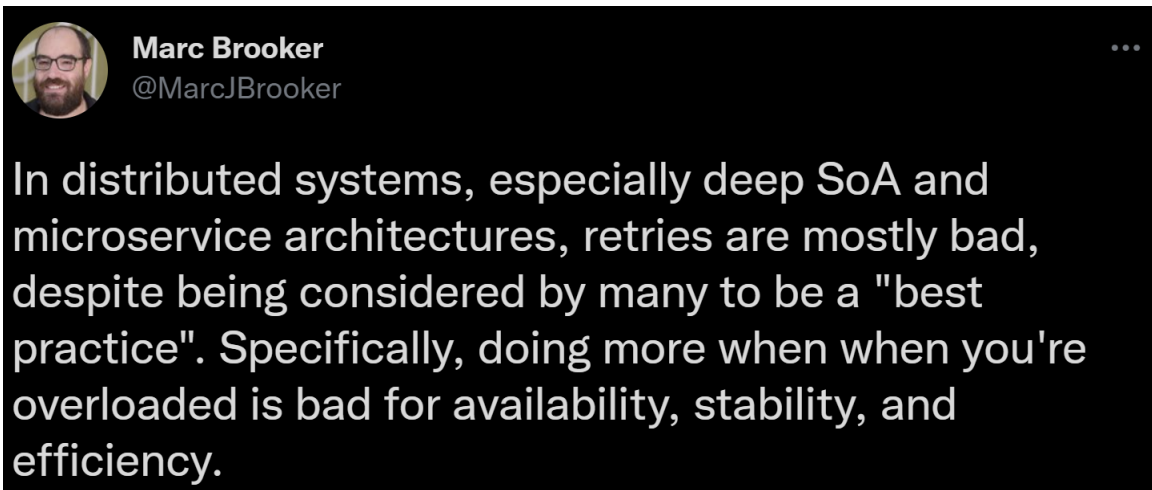 Marc Brooker
@MarcJBrooker
In distributed systems, especially deep SoA and
microservice architectures, retries are mostly bad,
despite being considered by many to be a "best
practice". Specifically, doing more when when you're
overloaded is bad for availability, stability, and
efficiency.